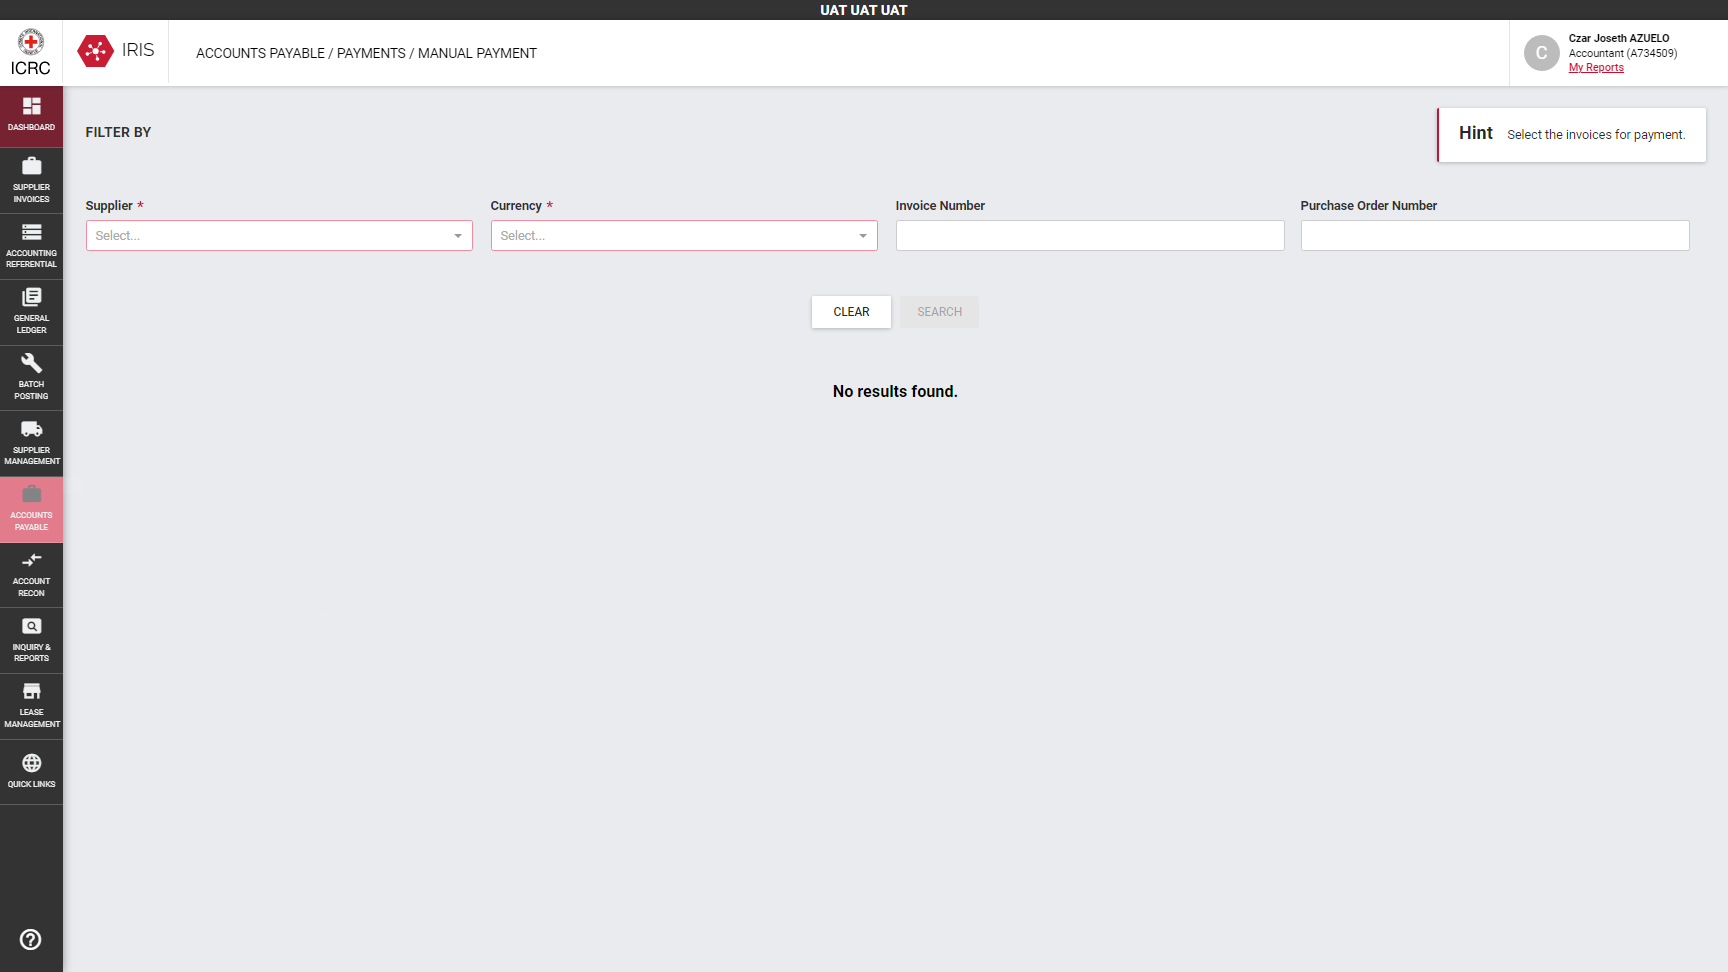 UAT UAT UAT
ICRC
IRIS
ACCOUNTS PAYABLE / PAYMENTS / MANUAL PAYMENT
C
Czar Joseth AZUELO
Accountant (A734509)
My Reports
DASHBOARD
SUPPLIER
INVOICES
ACCOUNTING
REFERENTIAL
GENERAL
LEDGER
BATCH
POSTING
SUPPLIER
MANAGEMENT
ACCOUNTS
PAYABLE
ACCOUNT
RECON
INQUIRY &
REPORTS
LEASE
MANAGEMENT
QUICK LINKS
FILTER BY
Hint Select the invoices for payment.
Supplier *
Select...
Currency *
Select...
Invoice Number
Purchase Order Number
CLEAR
SEARCH
No results found.